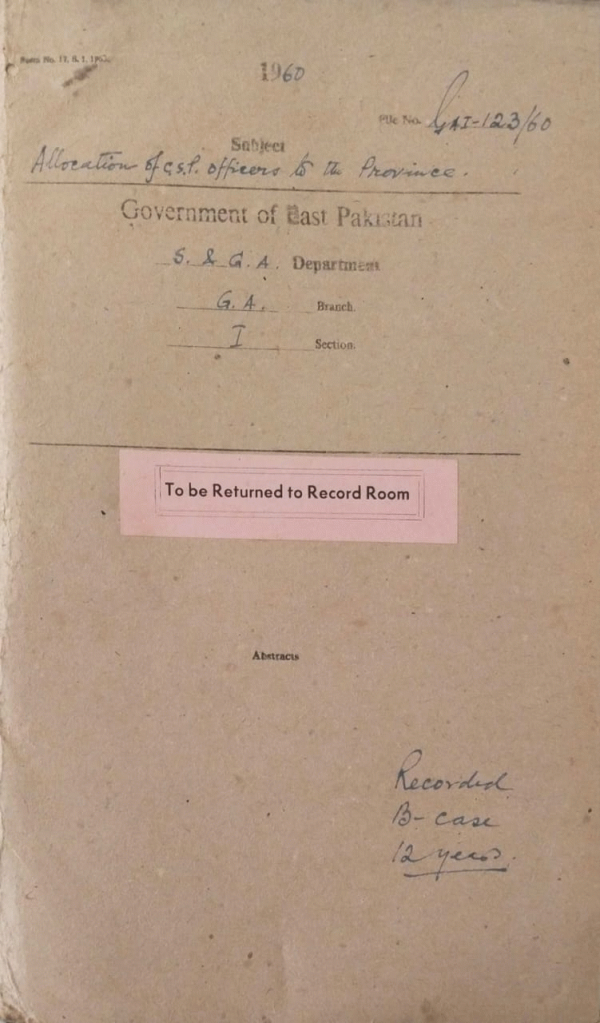 1960
File No. GAI-123/60
Subject
Allocation of C.S.P. officers to the Province.
Government of East Pakistan
S. & G. A. Department
G. A. Branch.
I Section.
To be Returned to Record Room
Abstracts
Recorded
B- case
12 years.